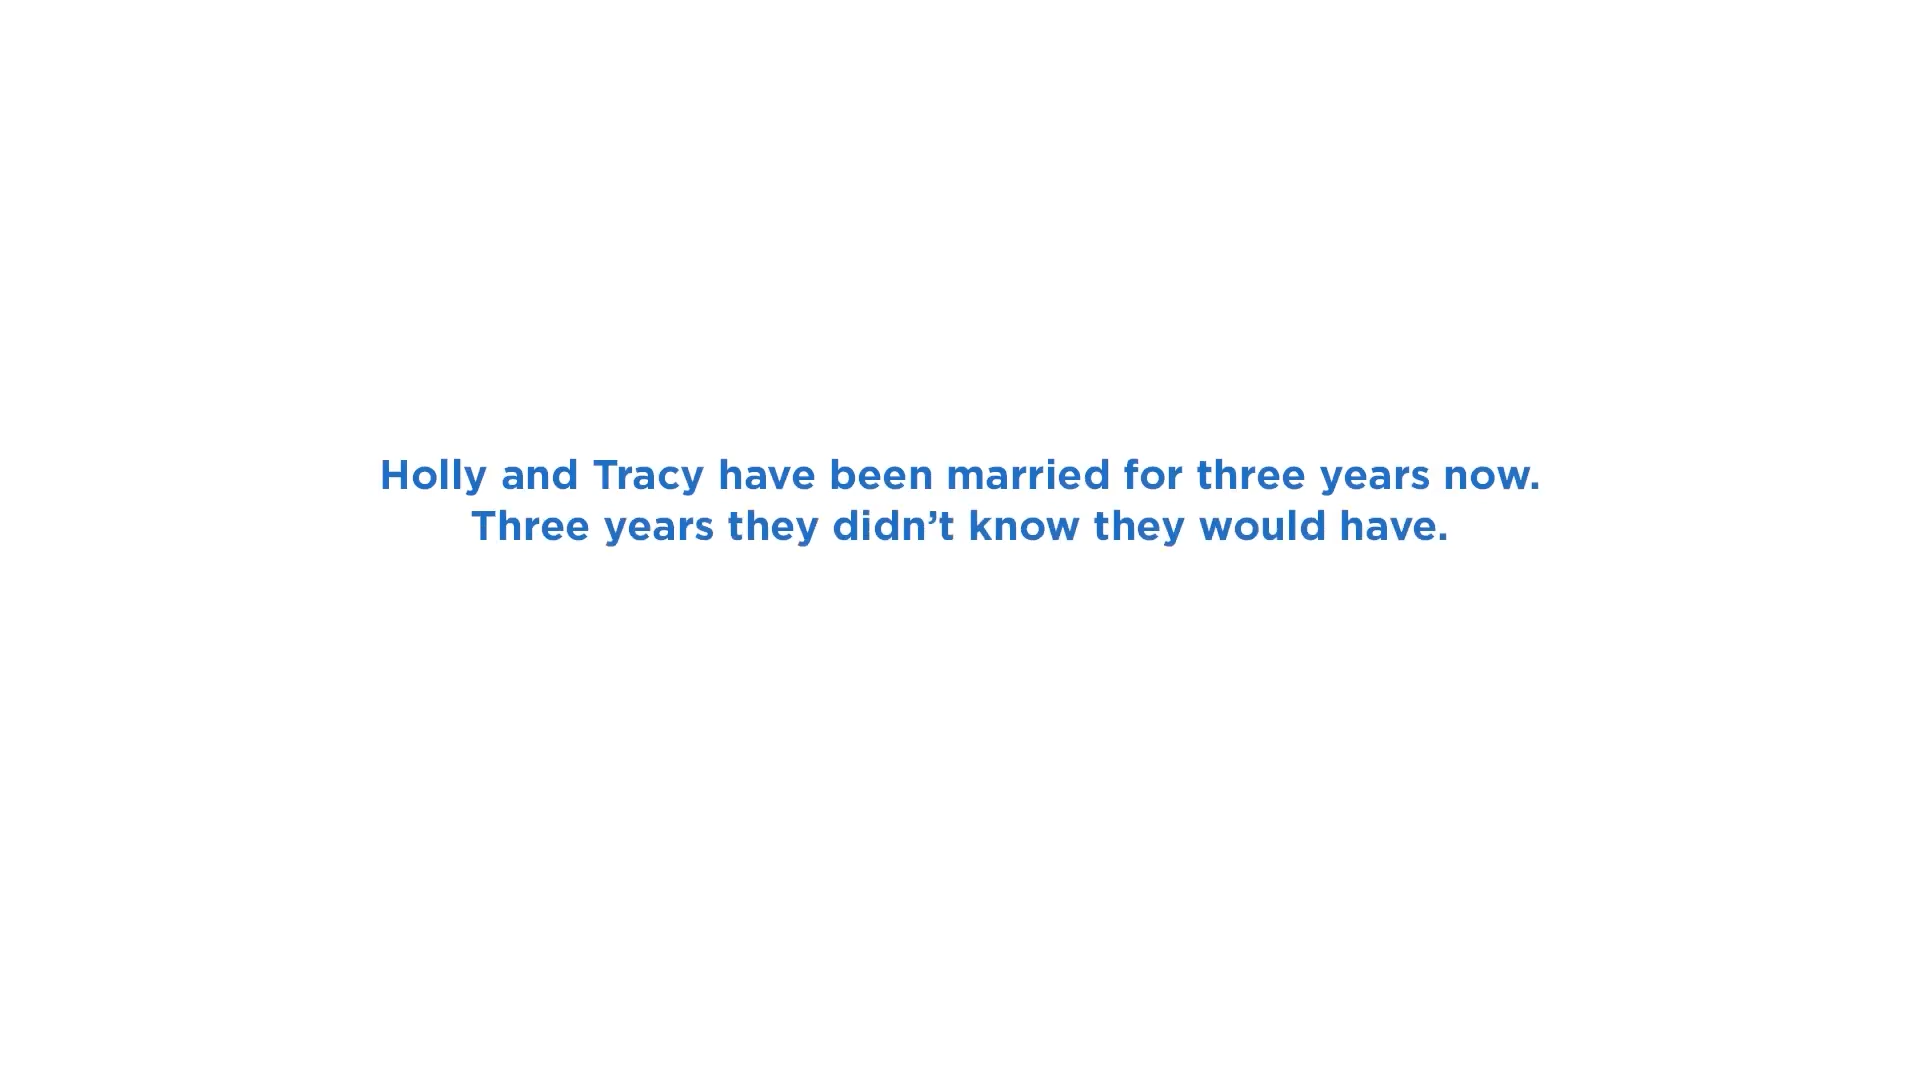 Holly and Tracy have been married for three years now.
Three years they didn’t know they would have.